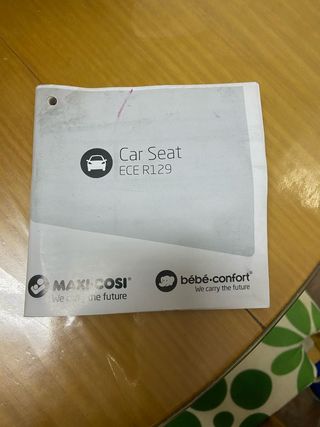 Car Seat
ECE R129
MAXI-COSI®
We carry the future
bébé·confort®
We carry the future